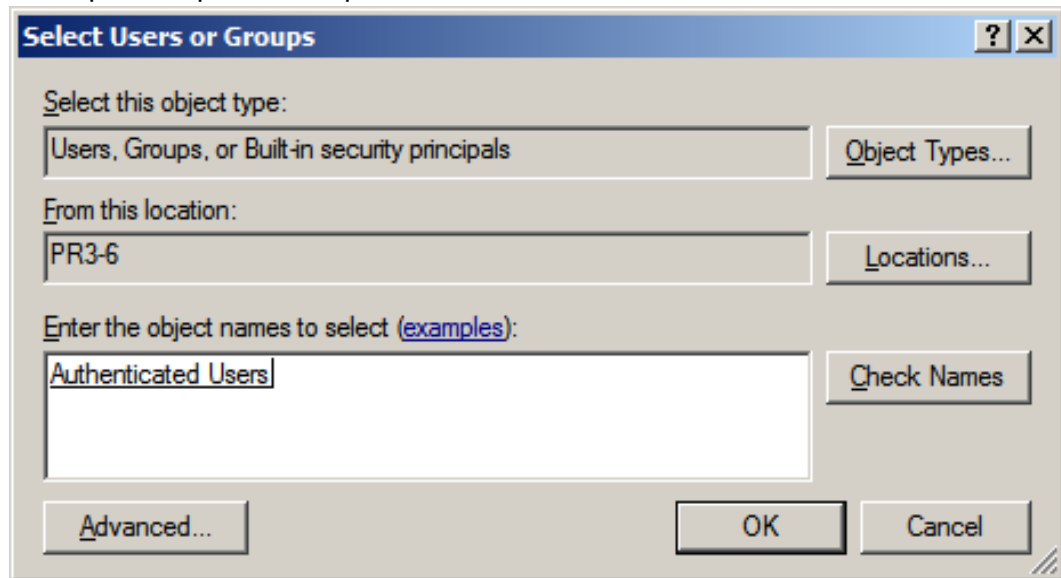 Select Users or Groups
Select this object type:
Users, Groups, or Built-in security principals
Object Types...
From this location:
PR3-6
Locations...
Enter the object names to select (examples):
Authenticated Users
Check Names
Advanced...
OK
Cancel